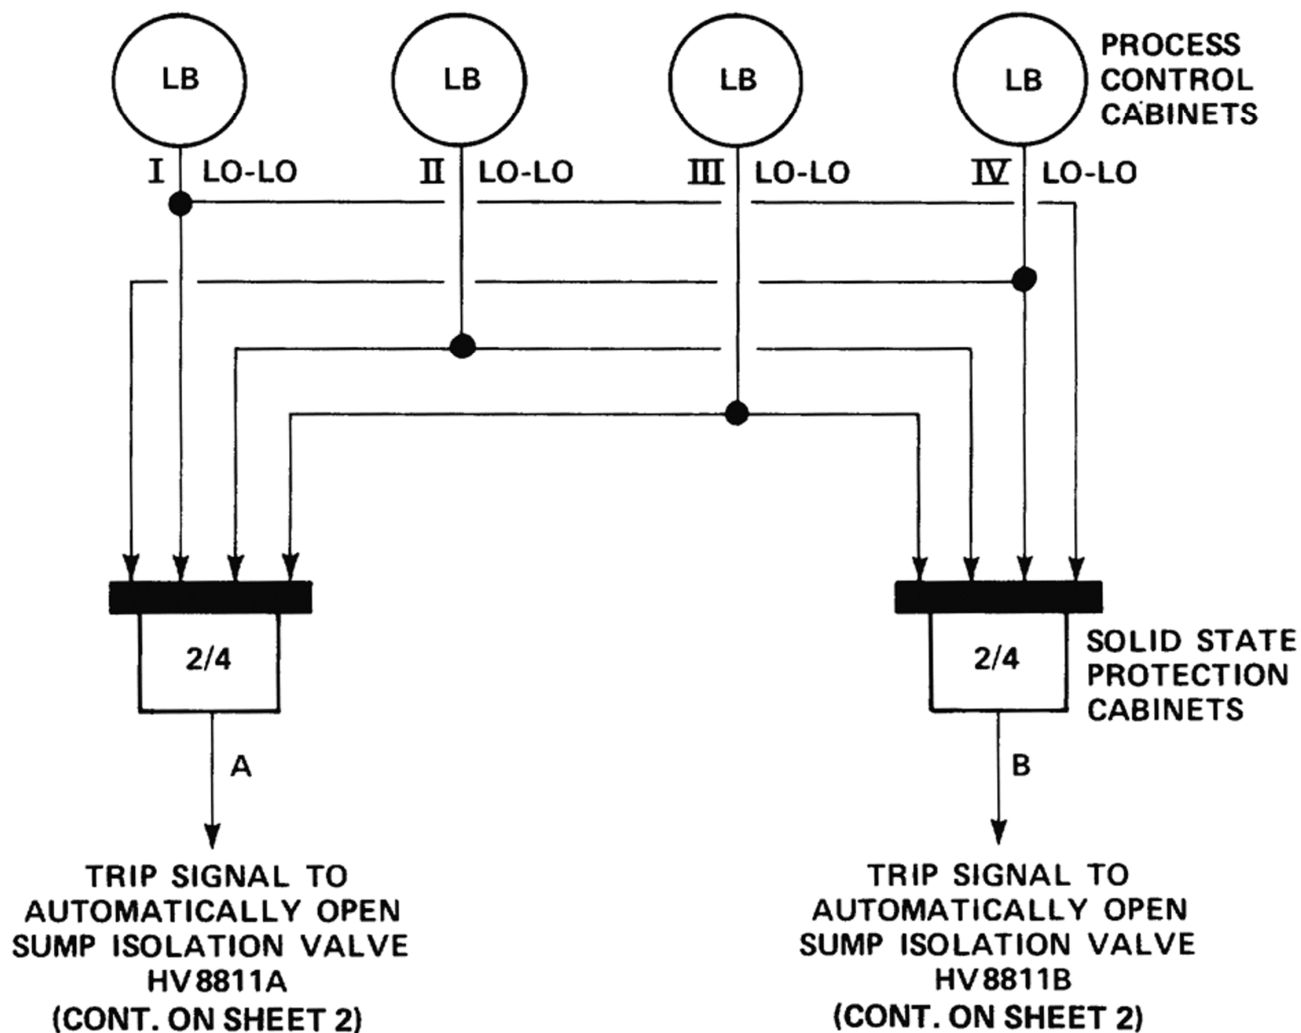 LB
LB
LB
LB
PROCESS
CONTROL
CABINETS
I LO-LO
II LO-LO
III LO-LO
IV LO-LO
2/4
2/4
SOLID STATE
PROTECTION
CABINETS
A
B
TRIP SIGNAL TO
AUTOMATICALLY OPEN
SUMP ISOLATION VALVE
HV8811A
(CONT. ON SHEET 2)
TRIP SIGNAL TO
AUTOMATICALLY OPEN
SUMP ISOLATION VALVE
HV8811B
(CONT. ON SHEET 2)